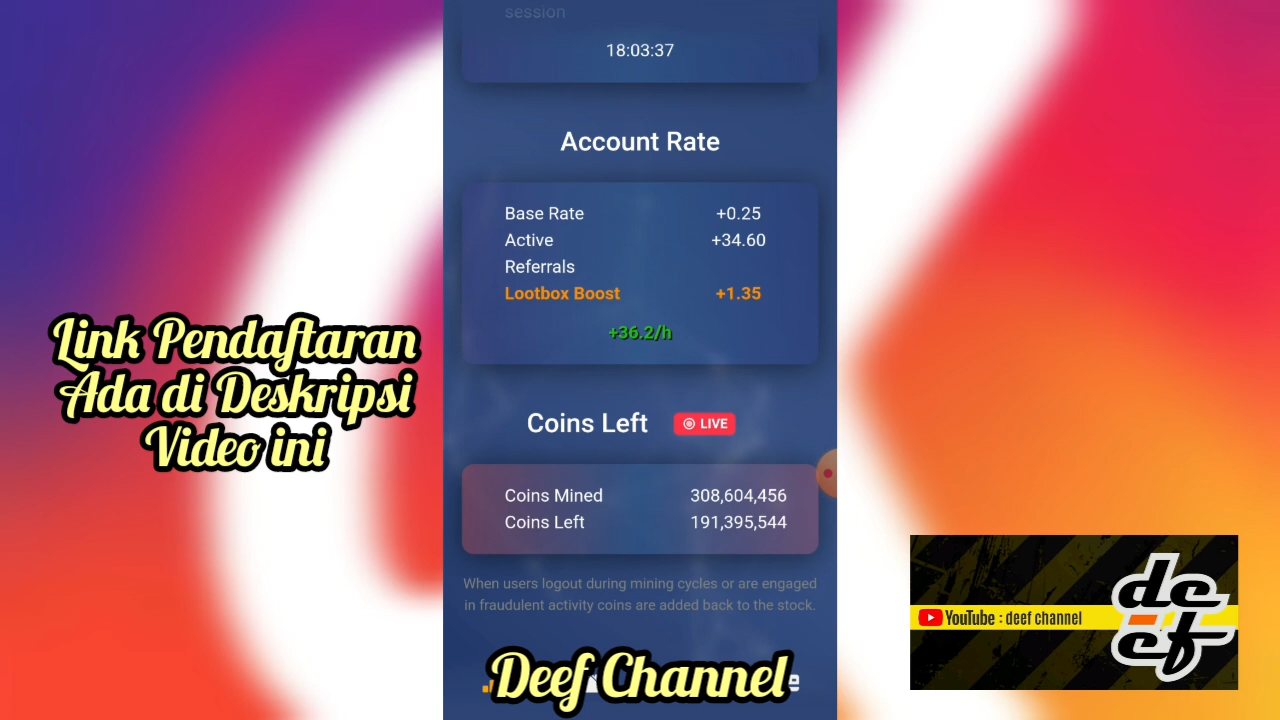 session
18:03:37
Account Rate
Base Rate +0.25
Active +34.60
Referrals
Lootbox Boost +1.35
+36.2/h
Coins Left LIVE
Coins Mined 308,604,456
Coins Left 191,395,544
When users logout during mining cycles or are engaged
in fraudulent activity coins are added back to the stock.
Link Pendaftaran
Ada di Deskripsi
Video ini
Deef Channel
YouTube : deef channel
de
ef